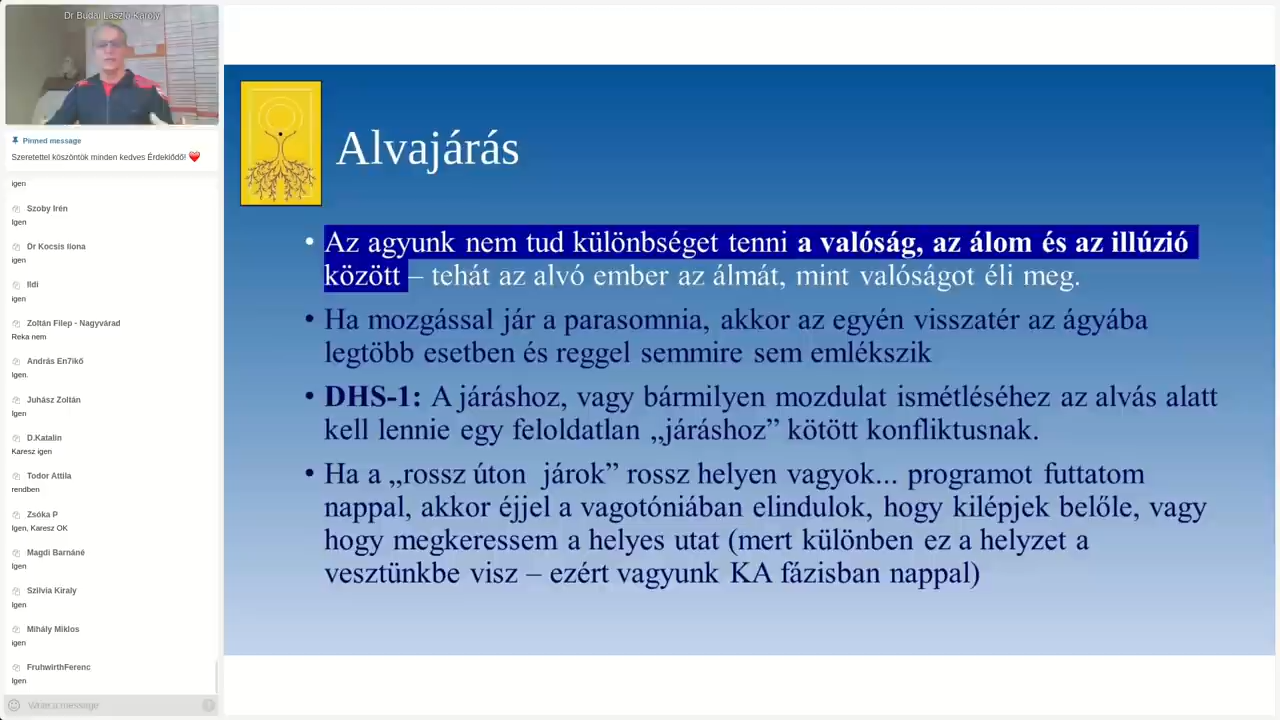 Dr Budai László Károly
Pinned message
Szeretettel köszöntök minden kedves Érdeklődő! ❤️
igen
Szoby Irén
Igen
Dr Kocsis Ilona
igen
Ildi
igen
Zoltán Filep - Nagyvárad
Reka nem
András En7ikő
Igen.
Juhász Zoltán
Igen
D.Katalin
Karesz igen
Todor Attila
rendben
Zsóka P
Igen, Karesz OK
Magdi Barnáné
Igen
Szilvia Kiraly
Igen
Mihály Miklos
igen
FruhwirthFerenc
Igen
Write a message
Alvajárás
• Az agyunk nem tud különbséget tenni a valóság, az álom és az illúzió
között – tehát az alvó ember az álmát, mint valóságot éli meg.
• Ha mozgással jár a parasomnia, akkor az egyén visszatér az ágyába
legtöbb esetben és reggel semmire sem emlékszik
• DHS-1: A járáshoz, vagy bármilyen mozdulat ismétléséhez az alvás alatt
kell lennie egy feloldatlan „járáshoz” kötött konfliktusnak.
• Ha a „rossz úton járok” rossz helyen vagyok... programot futtatom
nappal, akkor éjjel a vagotóniában elindulok, hogy kilépjek belőle, vagy
hogy megkeressem a helyes utat (mert különben ez a helyzet a
vesztünkbe visz – ezért vagyunk KA fázisban nappal)